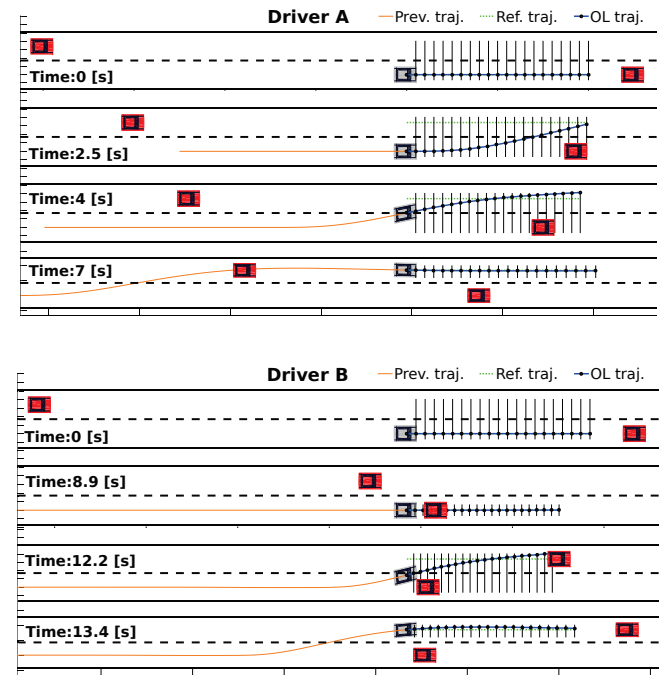 Driver A
Prev. traj. Ref. traj. OL traj.
Time:0 [s]
Time:2.5 [s]
Time:4 [s]
Time:7 [s]
Driver B
Prev. traj. Ref. traj. OL traj.
Time:0 [s]
Time:8.9 [s]
Time:12.2 [s]
Time:13.4 [s]